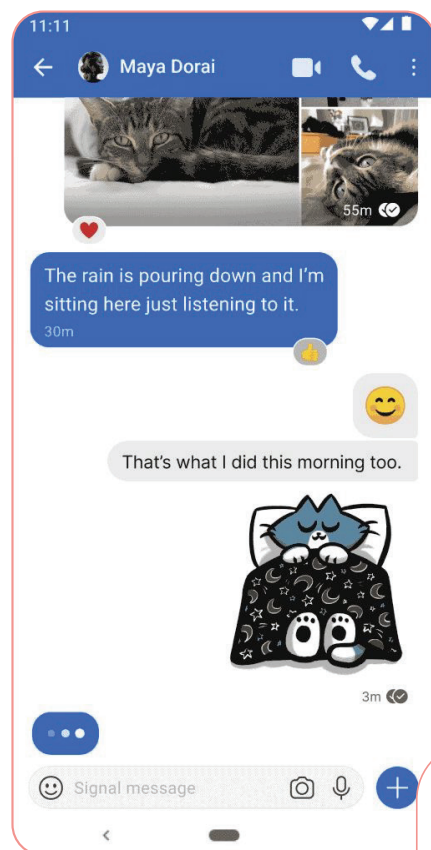 11:11
Maya Dorai
55m
The rain is pouring down and I'm
sitting here just listening to it.
30m
That's what I did this morning too.
3m
Signal message